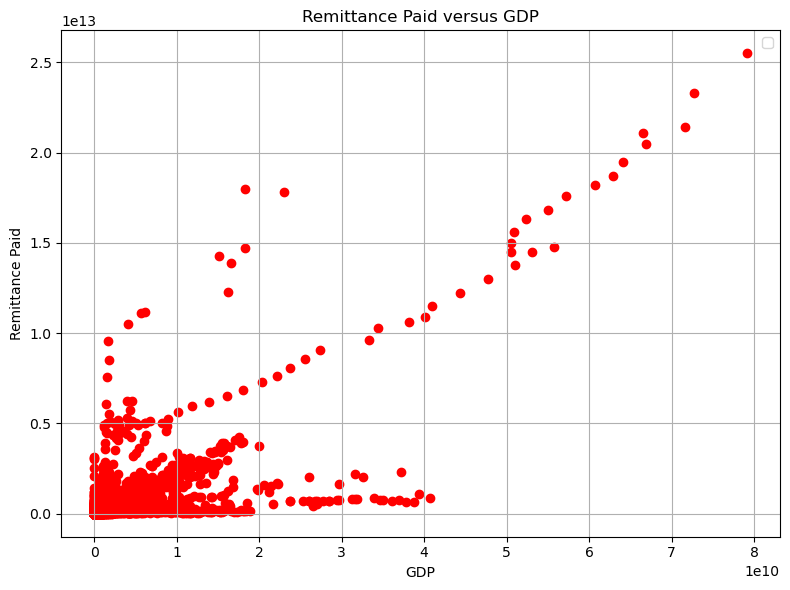 Remittance Paid versus GDP
1e13
2.5
2.0
1.5
1.0
0.5
0.0
Remittance Paid
0 1 2 3 4 5 6 7 8
1e10
GDP